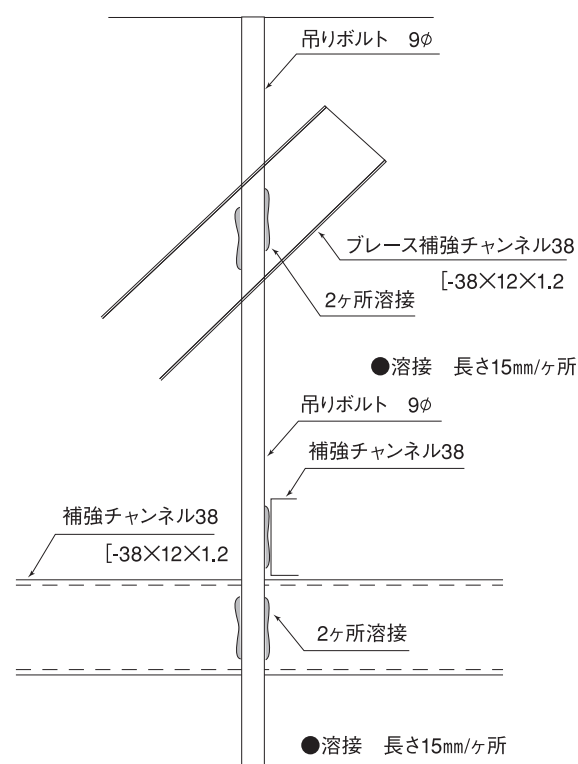 吊りボルト 9φ
ブレース補強チャンネル38
[-38×12×1.2
2ヶ所溶接
●溶接 長さ15㎜/ヶ所
吊りボルト 9φ
補強チャンネル38
補強チャンネル38
[-38×12×1.2
2ヶ所溶接
●溶接 長さ15㎜/ヶ所